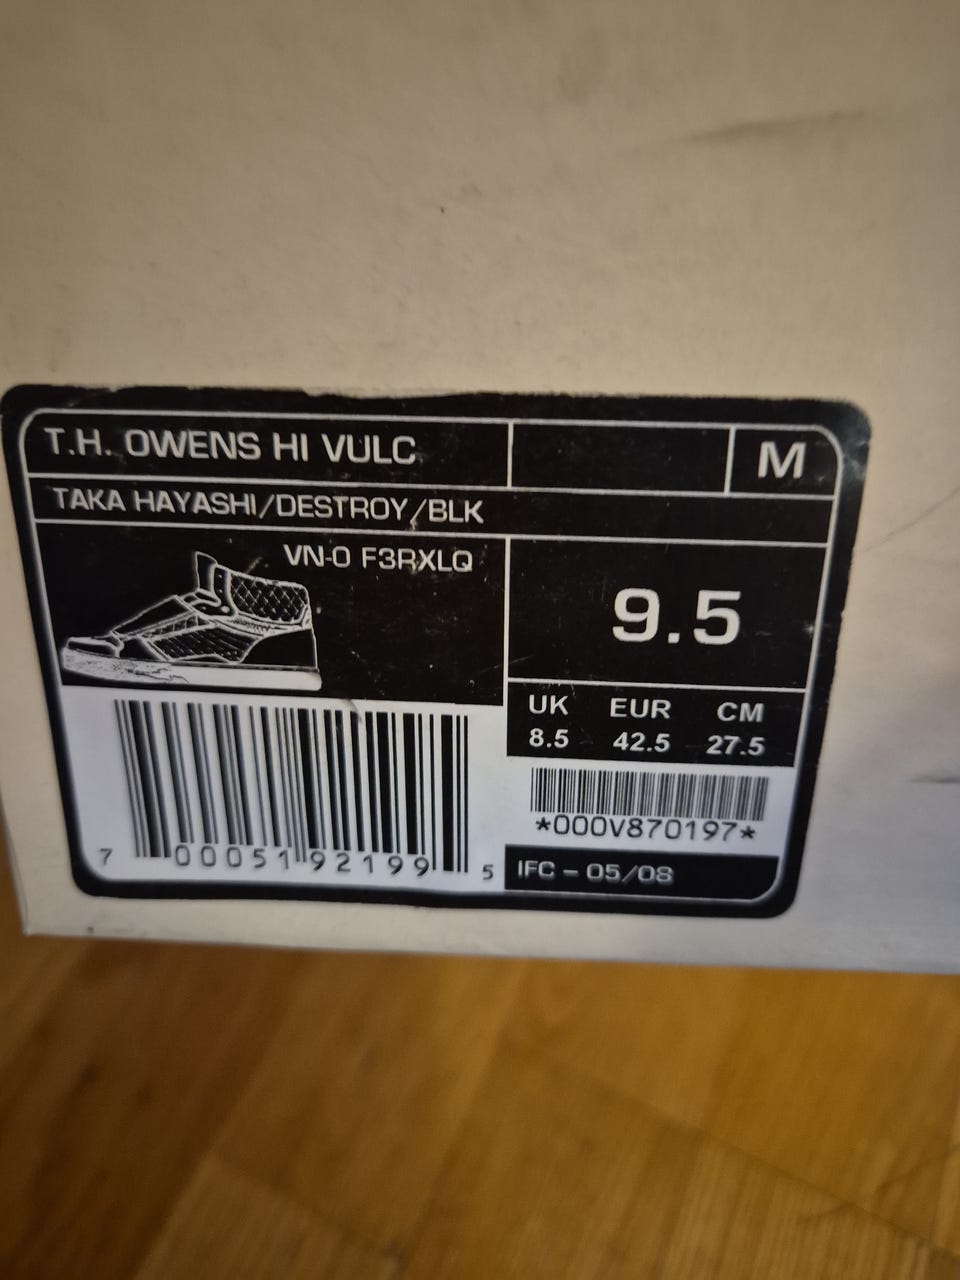 T.H. OWENS HI VULC
M
TAKA HAYASHI/DESTROY/BLK
VN-0 F3RXLQ
9.5
UK EUR CM
8.5 42.5 27.5
*000V870197*
7 00051 92199 5
IFC - 05/08